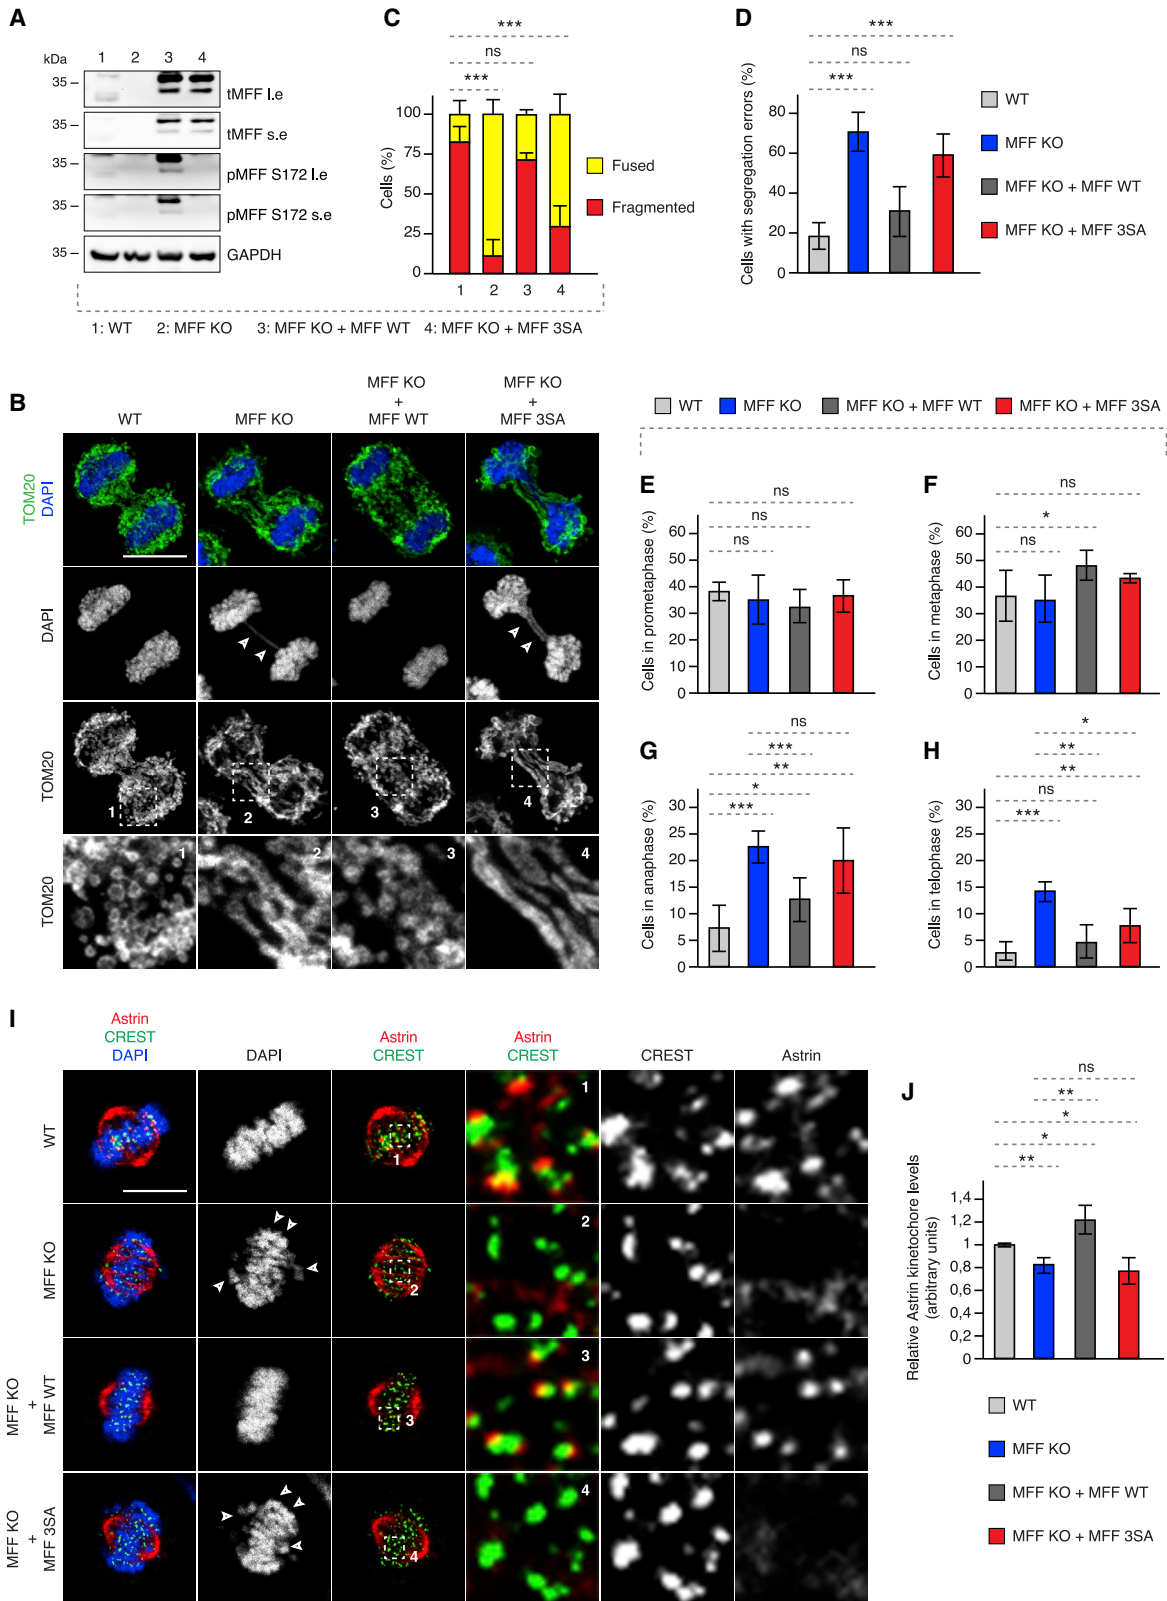 A
kDa
1 2 3 4
35
tMFF l.e
35
tMFF s.e
35
pMFF S172 l.e
35
pMFF S172 s.e
35
GAPDH
C
***
ns
***
Cells (%)
100
75
50
25
0
1 2 3 4
Fused
Fragmented
1: WT 2: MFF KO 3: MFF KO + MFF WT 4: MFF KO + MFF 3SA
D
***
ns
***
Cells with segregation errors (%)
80
60
40
20
0
WT
MFF KO
MFF KO + MFF WT
MFF KO + MFF 3SA
B
WT
MFF KO
MFF KO
+
MFF WT
MFF KO
+
MFF 3SA
TOM20
DAPI
DAPI
TOM20
1
2
3
4
TOM20
1
2
3
4
WT MFF KO MFF KO + MFF WT MFF KO + MFF 3SA
E
ns
ns
ns
Cells in prometaphase (%)
60
50
40
30
20
10
0
F
ns
*
ns
Cells in metaphase (%)
60
50
40
30
20
10
0
G
ns
***
**
*
***
Cells in anaphase (%)
30
25
20
15
10
5
0
H
*
**
**
ns
***
Cells in telophase (%)
30
25
20
15
10
5
0
I
Astrin
CREST
DAPI
DAPI
Astrin
CREST
Astrin
CREST
CREST
Astrin
WT
1
1
MFF KO
2
2
MFF KO
+
MFF WT
3
3
MFF KO
+
MFF 3SA
4
4
J
ns
**
*
*
**
Relative Astrin kinetochore levels
(arbitrary units)
1,4
1,2
1
0,8
0,6
0,4
0,2
0
WT
MFF KO
MFF KO + MFF WT
MFF KO + MFF 3SA